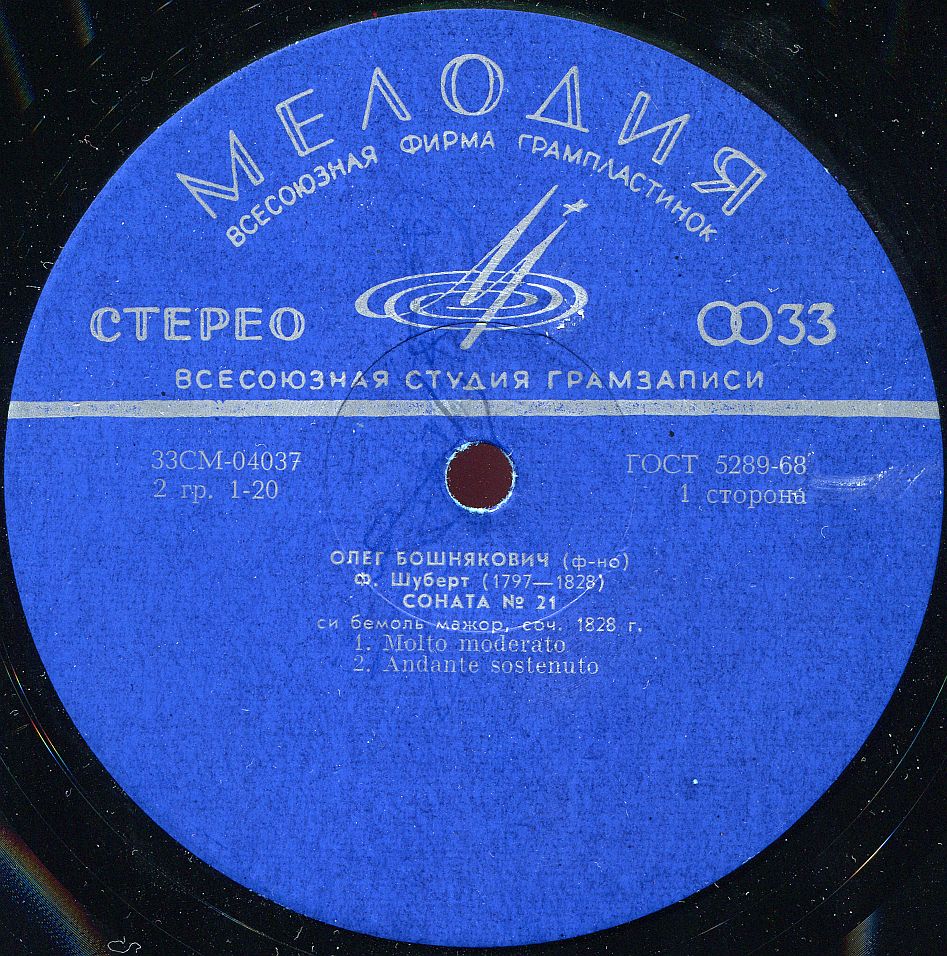 МЕЛОДИЯ
ВСЕСОЮЗНАЯ ФИРМА ГРАМПЛАСТИНОК
СТЕРЕО
33
ВСЕСОЮЗНАЯ СТУДИЯ ГРАМЗАПИСИ
33СМ-04037
ГОСТ 5289-68
2 гр. 1-20
1 сторона
ОЛЕГ БОШНЯКОВИЧ (ф-но)
Ф. Шуберт (1797—1828)
СОНАТА № 21
си бемоль мажор, соч. 1828 г.
1. Molto moderato
2. Andante sostenuto